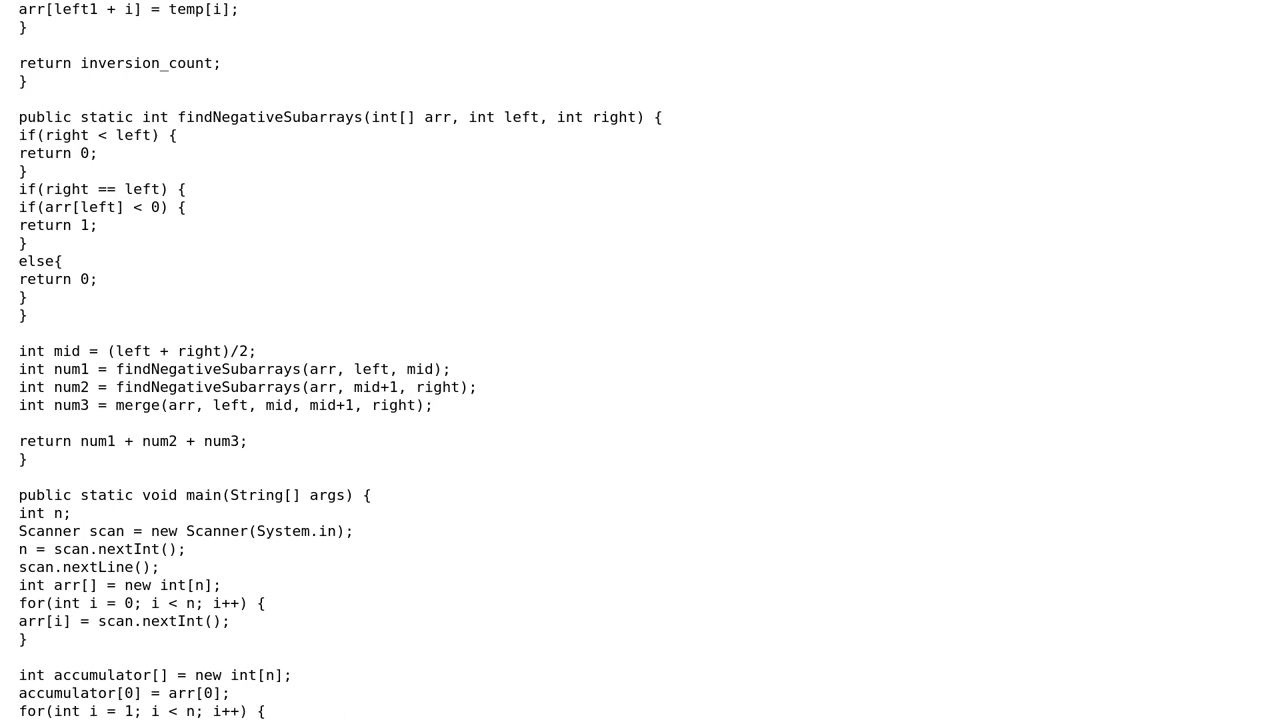 arr[left1 + i] = temp[i];
}
return inversion_count;
}
public static int findNegativeSubarrays(int[] arr, int left, int right) {
if(right < left) {
return 0;
}
if(right == left) {
if(arr[left] < 0) {
return 1;
}
else{
return 0;
}
}
int mid = (left + right)/2;
int num1 = findNegativeSubarrays(arr, left, mid);
int num2 = findNegativeSubarrays(arr, mid+1, right);
int num3 = merge(arr, left, mid, mid+1, right);
return num1 + num2 + num3;
}
public static void main(String[] args) {
int n;
Scanner scan = new Scanner(System.in);
n = scan.nextInt();
scan.nextLine();
int arr[] = new int[n];
for(int i = 0; i < n; i++) {
arr[i] = scan.nextInt();
}
int accumulator[] = new int[n];
accumulator[0] = arr[0];
for(int i = 1; i < n; i++) {